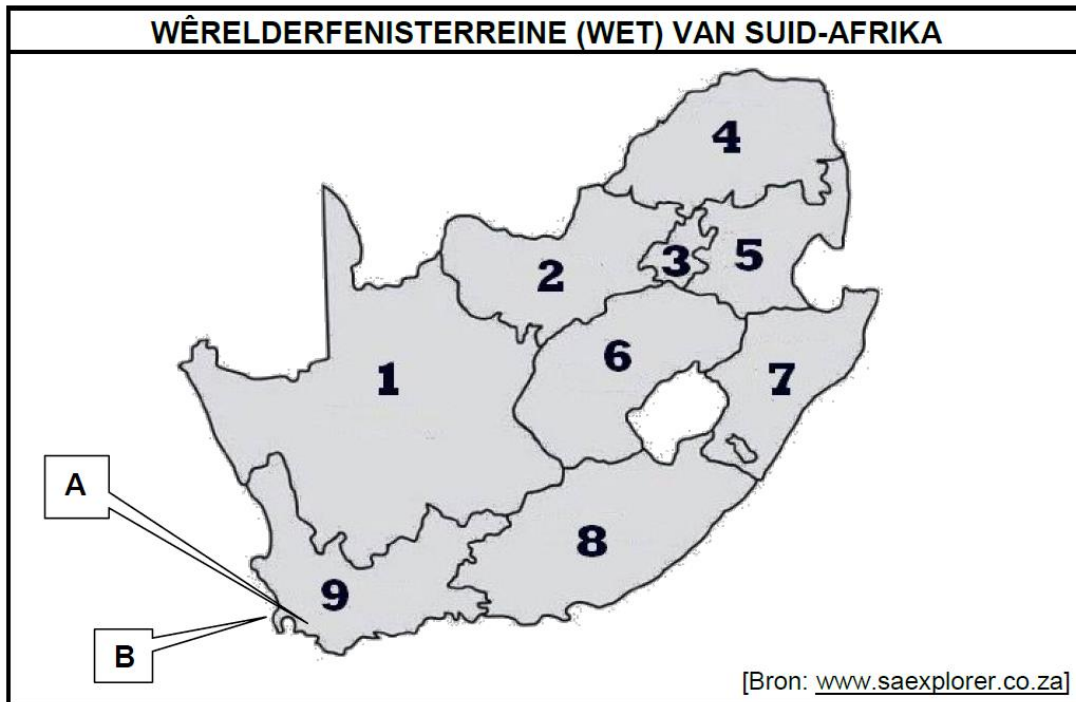 WÊRELDERFENISTERREINE (WET) VAN SUID-AFRIKA
4
5
3
2
6
7
1
A
8
9
B
[Bron: www.saexplorer.co.za]